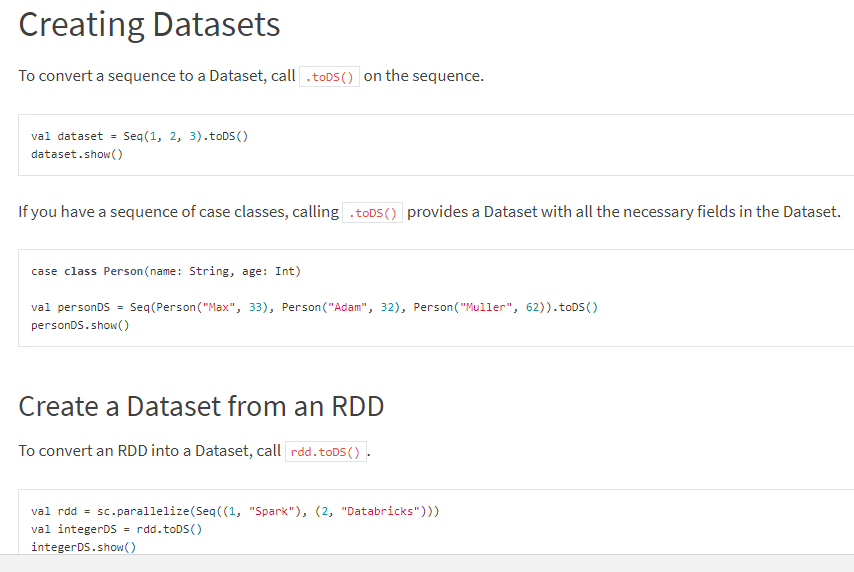 Creating Datasets
To convert a sequence to a Dataset, call .toDS() on the sequence.
val dataset = Seq(1, 2, 3).toDS()
dataset.show()
If you have a sequence of case classes, calling .toDS() provides a Dataset with all the necessary fields in the Dataset.
case class Person(name: String, age: Int)
val personDS = Seq(Person("Max", 33), Person("Adam", 32), Person("Muller", 62)).toDS()
personDS.show()
Create a Dataset from an RDD
To convert an RDD into a Dataset, call rdd.toDS().
val rdd = sc.parallelize(Seq((1, "Spark"), (2, "Databricks")))
val integerDS = rdd.toDS()
integerDS.show()